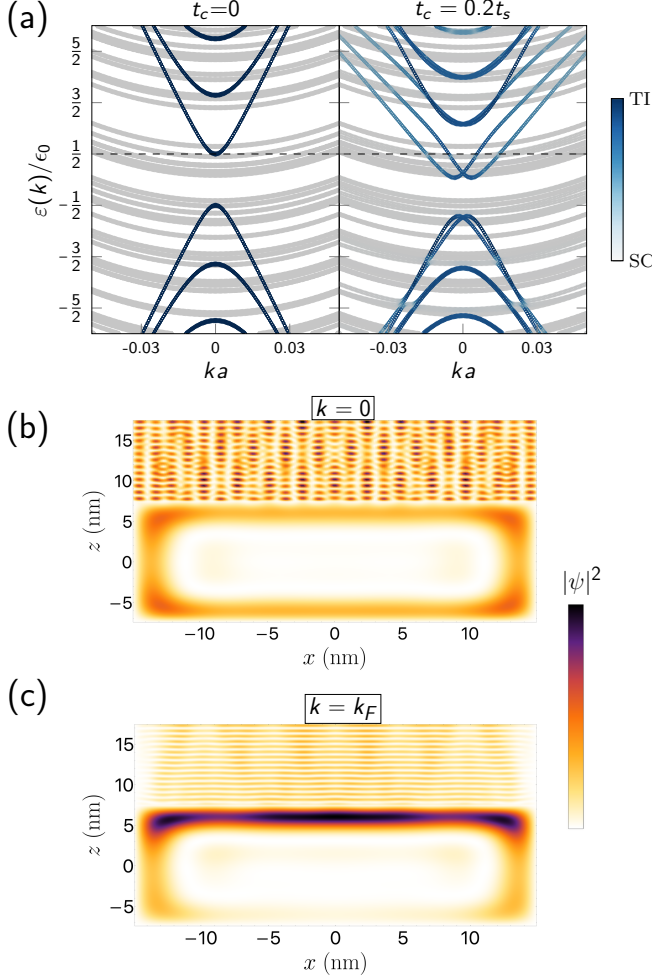 (a)
t_c=0
t_c = 0.2t_s
ε(k)/ϵ_0
5/2
3/2
1/2
−1/2
−3/2
−5/2
-0.03 0 0.03
-0.03 0 0.03
ka
ka
TI
SC
(b)
k = 0
z (nm)
15
10
5
0
−5
−10 −5 0 5 10
x (nm)
|ψ|²
(c)
k = k_F
z (nm)
15
10
5
0
−5
−10 −5 0 5 10
x (nm)